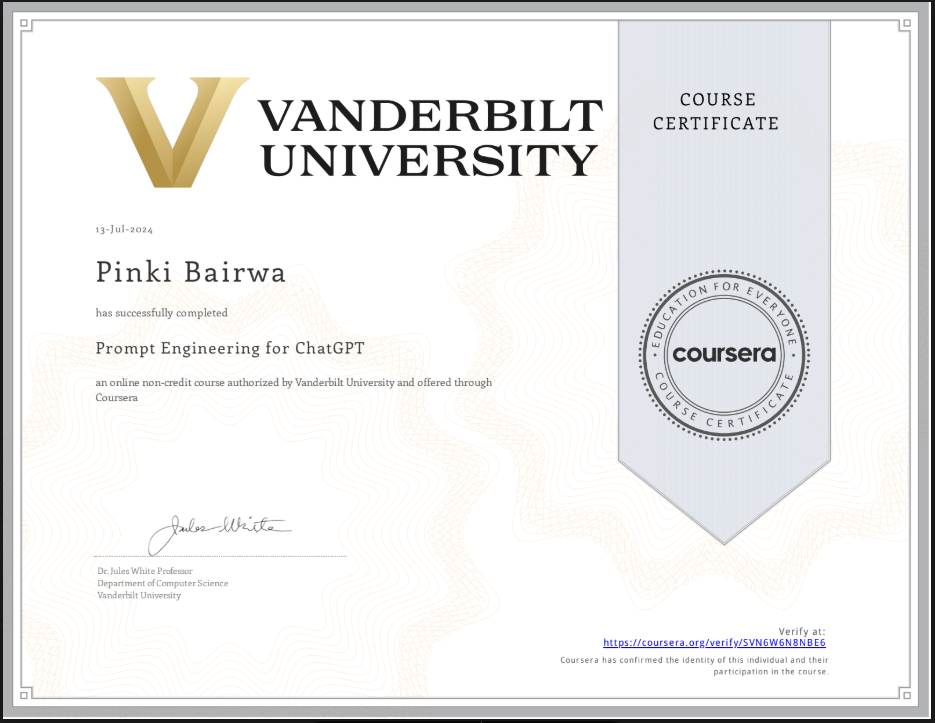 VANDERBILT
UNIVERSITY
COURSE
CERTIFICATE
13-Jul-2024
Pinki Bairwa
has successfully completed
Prompt Engineering for ChatGPT
an online non-credit course authorized by Vanderbilt University and offered through
Coursera
EDUCATION FOR EVERYONE
coursera
COURSE CERTIFICATE
Jules White
Dr. Jules White Professor
Department of Computer Science
Vanderbilt University
Verify at:
https://coursera.org/verify/SVN6W6N8NBE6
Coursera has confirmed the identity of this individual and their
participation in the course.